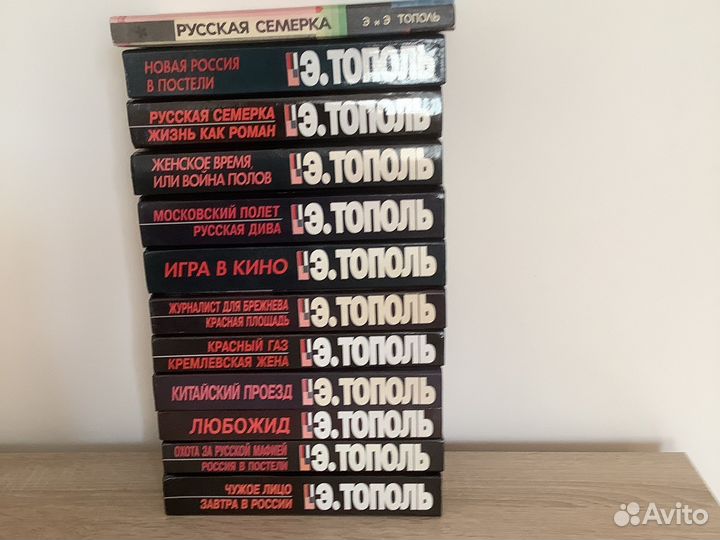 РУССКАЯ СЕМЕРКА Э и Э ТОПОЛЬ
НОВАЯ РОССИЯ
В ПОСТЕЛИ
Э.ТОПОЛЬ
РУССКАЯ СЕМЕРКА
ЖИЗНЬ КАК РОМАН
Э.ТОПОЛЬ
ЖЕНСКОЕ ВРЕМЯ,
ИЛИ ВОЙНА ПОЛОВ
Э.ТОПОЛЬ
МОСКОВСКИЙ ПОЛЕТ
РУССКАЯ ДИВА
Э.ТОПОЛЬ
ИГРА В КИНО
Э.ТОПОЛЬ
ЖУРНАЛИСТ ДЛЯ БРЕЖНЕВА
КРАСНАЯ ПЛОЩАДЬ
Э.ТОПОЛЬ
КРАСНЫЙ ГАЗ
КРЕМЛЕВСКАЯ ЖЕНА
Э.ТОПОЛЬ
КИТАЙСКИЙ ПРОЕЗД
Э.ТОПОЛЬ
ЛЮБОЖИД
Э.ТОПОЛЬ
ОХОТА ЗА РУССКОЙ МАФИЕЙ
РОССИЯ В ПОСТЕЛИ
Э.ТОПОЛЬ
ЧУЖОЕ ЛИЦО
ЗАВТРА В РОССИИ
Э.ТОПОЛЬ
Avito